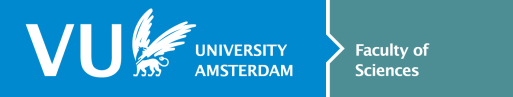 VU UNIVERSITY
AMSTERDAM
Faculty of
Sciences